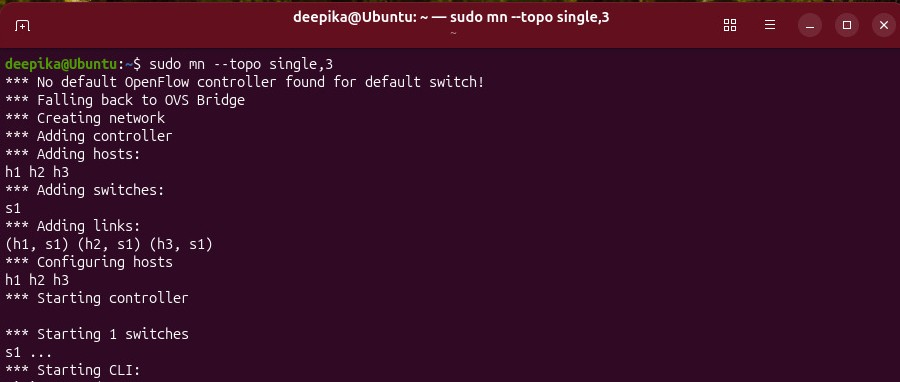 deepika@Ubuntu: ~ — sudo mn --topo single,3
~
deepika@Ubuntu:~$ sudo mn --topo single,3
*** No default OpenFlow controller found for default switch!
*** Falling back to OVS Bridge
*** Creating network
*** Adding controller
*** Adding hosts:
h1 h2 h3
*** Adding switches:
s1
*** Adding links:
(h1, s1) (h2, s1) (h3, s1)
*** Configuring hosts
h1 h2 h3
*** Starting controller
*** Starting 1 switches
s1 ...
*** Starting CLI: